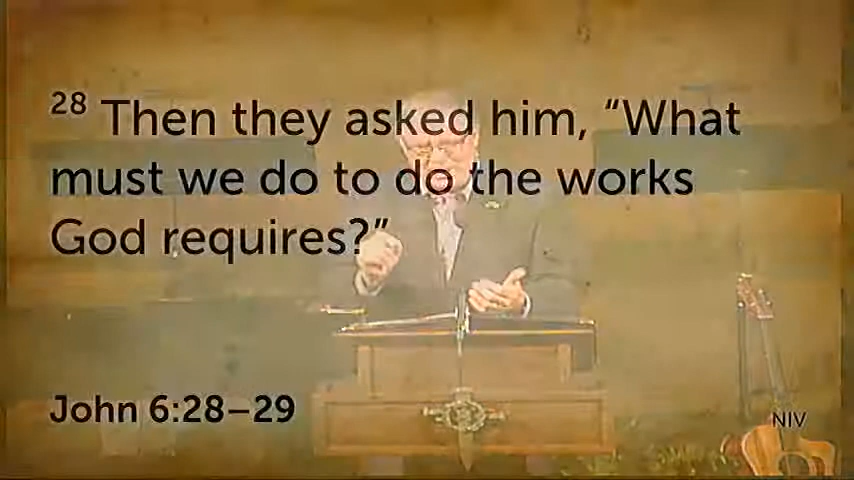 28 Then they asked him, “What
must we do to do the works
God requires?”
John 6:28–29
NIV